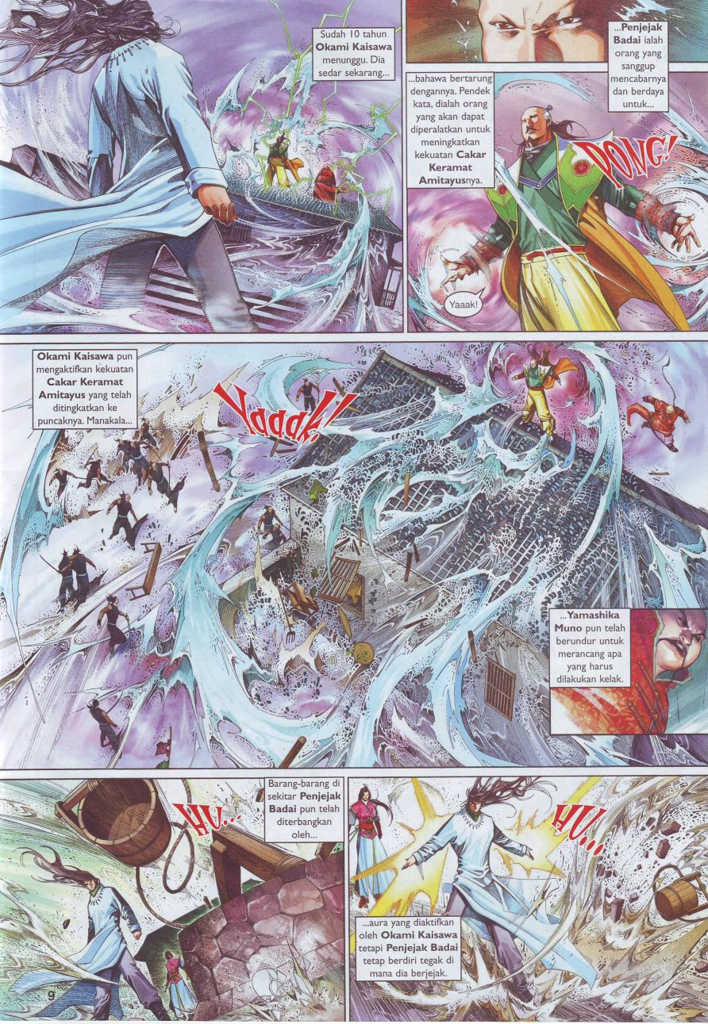 Sudah 10 tahun
Okami Kaisawa
menunggu. Dia
sedar sekarang...
...Penjejak
Badai ialah
orang yang
sanggup
mencabarnya
dan berdaya
untuk...
...bahawa bertarung
dengannya. Pendek
kata, dialah orang
yang akan dapat
diperalatkan untuk
meningkatkan
kekuatan Cakar
Keramat
Amitayusnya.
PONG!
Yaaak!
Okami Kaisawa pun
mengaktifkan kekuatan
Cakar Keramat
Amitayus yang telah
ditingkatkan ke
puncaknya. Manakala...
Yaaak!
...Yamashika
Muno pun telah
berundur untuk
merancang apa
yang harus
dilakukan kelak.
HU...
Barang-barang di
sekitar Penjejak
Badai pun telah
diterbangkan
oleh...
HU...
...aura yang diaktifkan
oleh Okami Kaisawa
tetapi Penjejak Badai
tetap berdiri tegak di
mana dia berjejak.
9